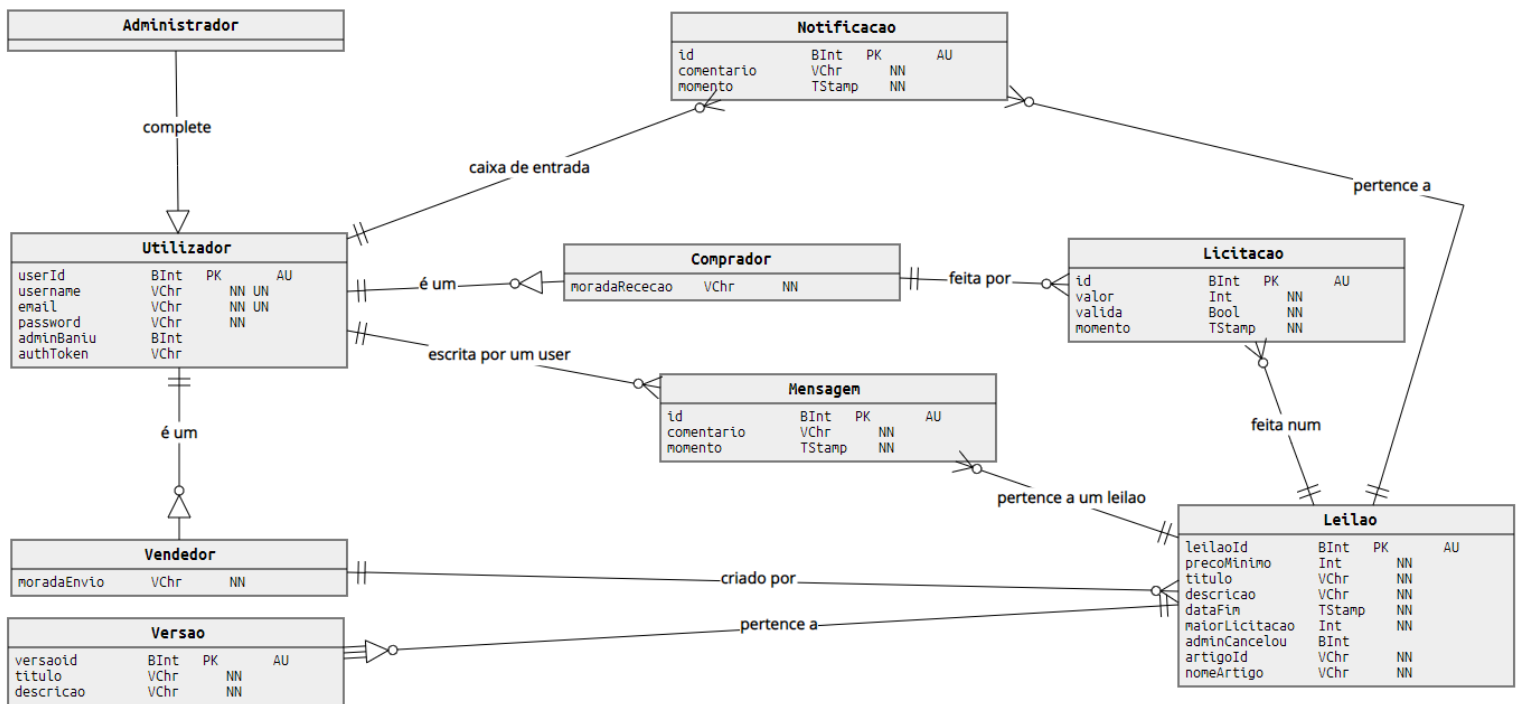 Administrador
complete
Notificacao
id BInt PK AU
comentario VChr NN
momento TStamp NN
caixa de entrada
pertence a
Utilizador
userId BInt PK AU
username VChr NN UN
email VChr NN UN
password VChr NN
adminBaniu BInt
authToken VChr
é um
Comprador
moradaRececao VChr NN
feita por
Licitacao
id BInt PK AU
valor Int NN
valida Bool NN
momento TStamp NN
escrita por um user
Mensagem
id BInt PK AU
comentario VChr NN
momento TStamp NN
é um
feita num
pertence a um leilao
Leilao
leilaoId BInt PK AU
precoMinimo Int NN
titulo VChr NN
descricao VChr NN
dataFim TStamp NN
maiorLicitacao Int NN
adminCancelou BInt
artigoId VChr NN
nomeArtigo VChr NN
Vendedor
moradaEnvio VChr NN
criado por
pertence a
Versao
versaoid BInt PK AU
titulo VChr NN
descricao VChr NN